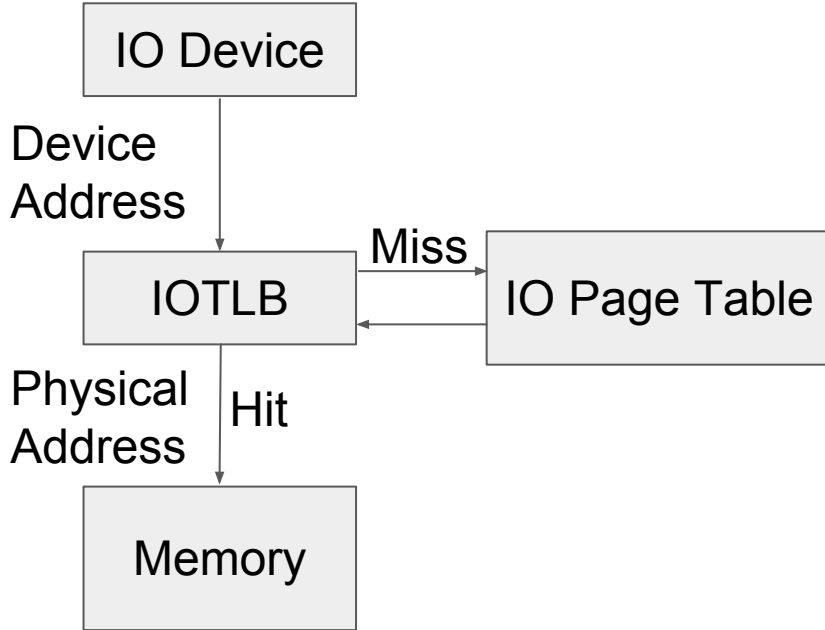 IO Device
Device
Address
Miss
IOTLB
IO Page Table
Physical
Address
Hit
Memory